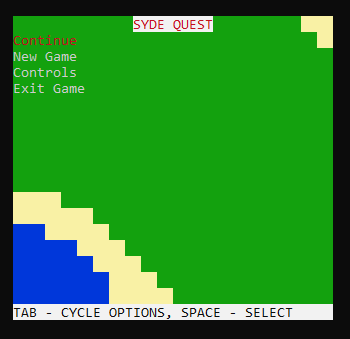 SYDE QUEST
Continue
New Game
Controls
Exit Game
TAB - CYCLE OPTIONS, SPACE - SELECT